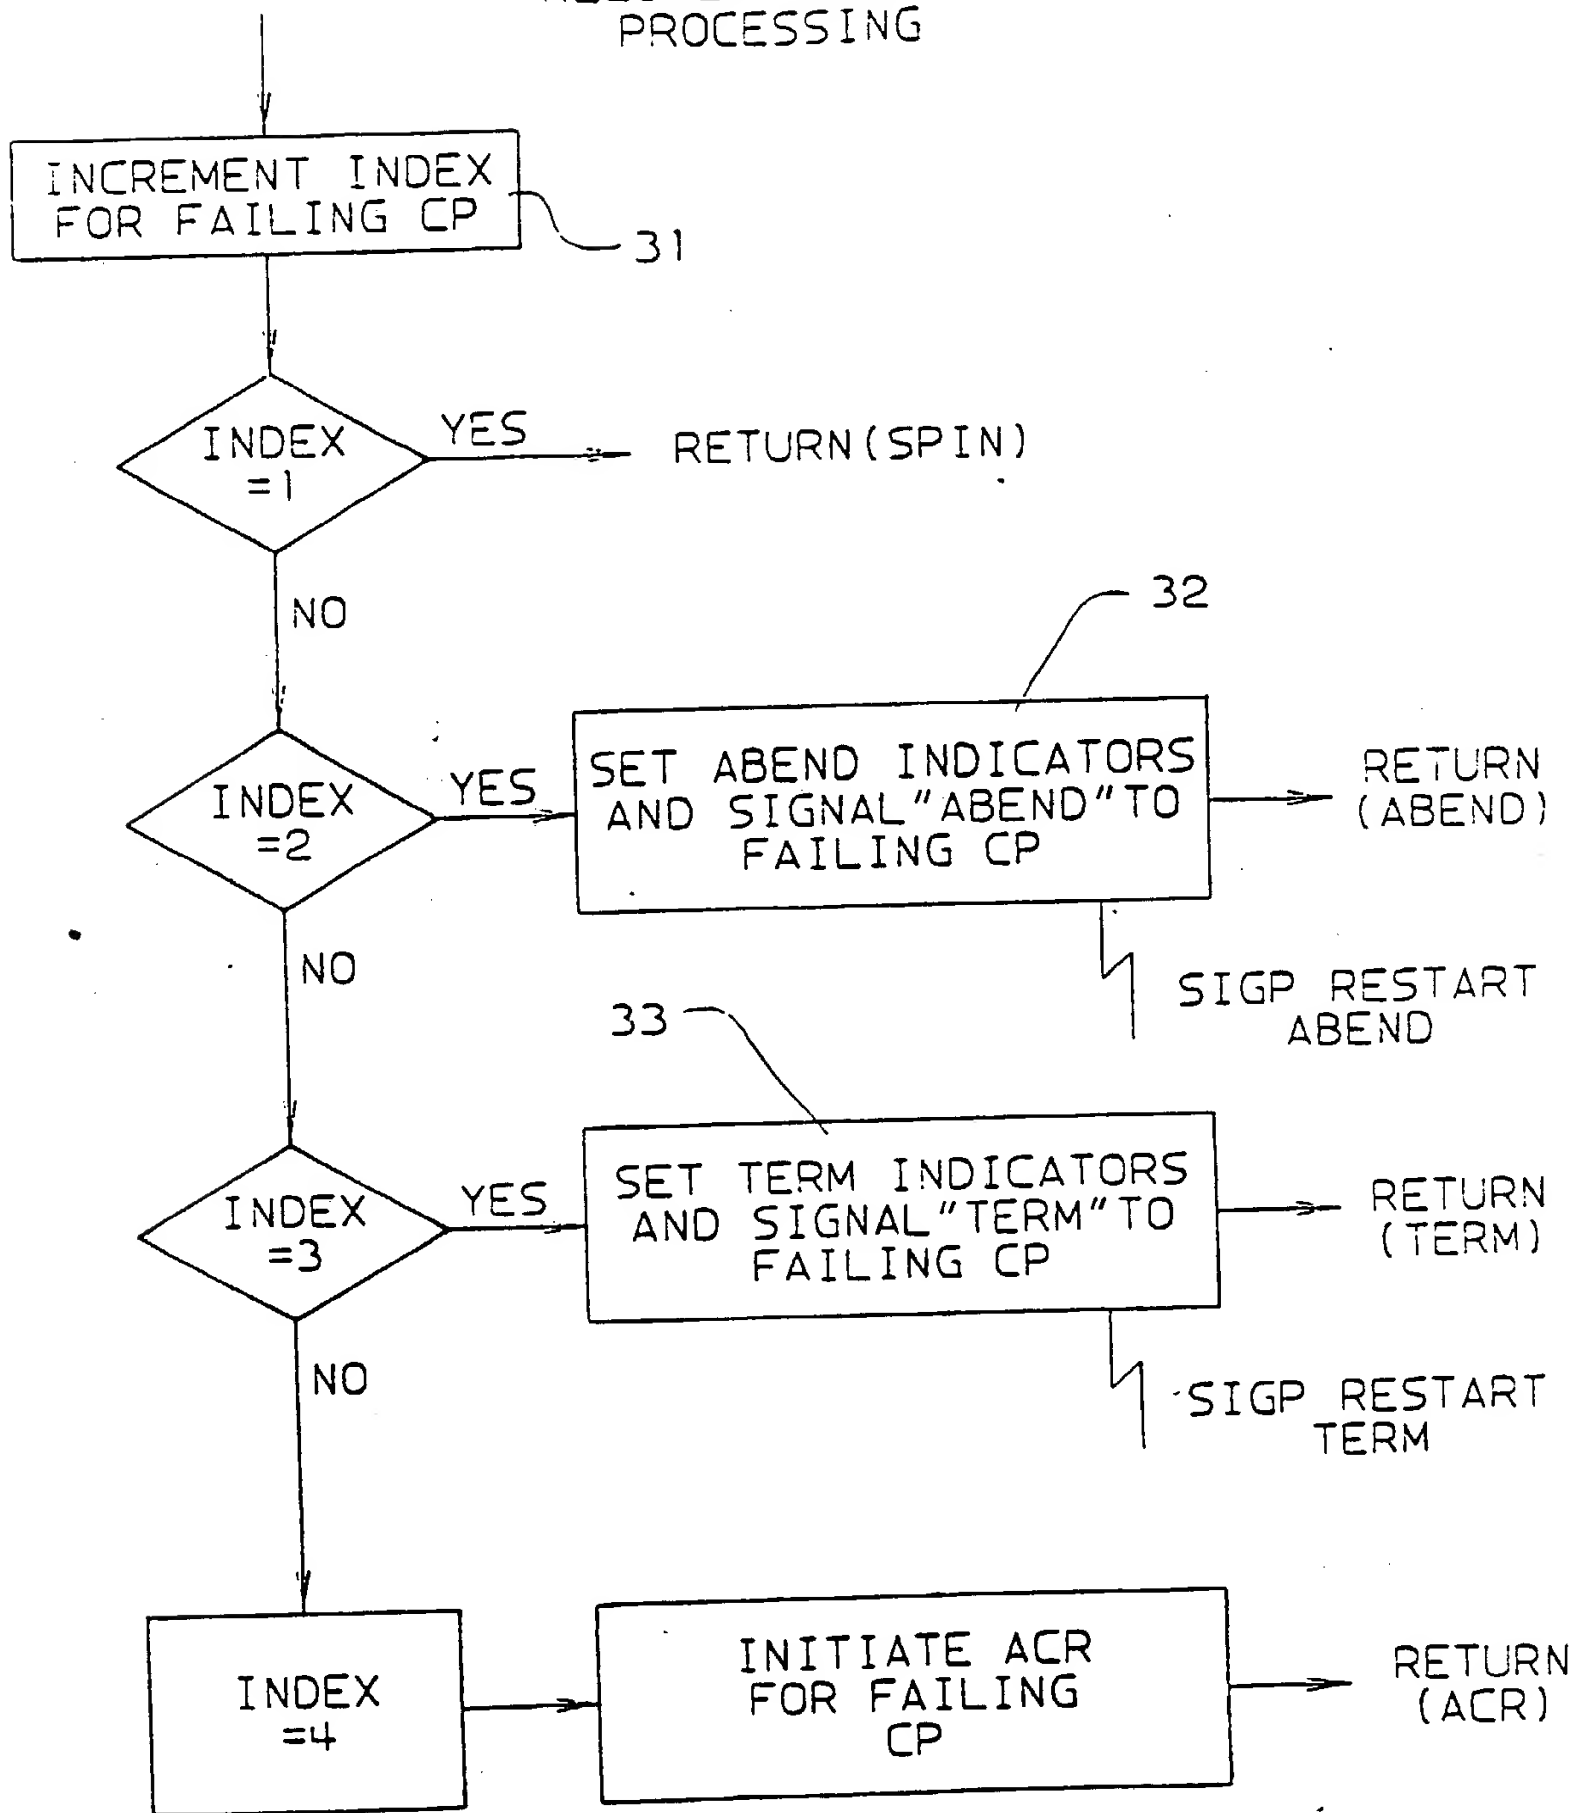 PROCESSING
INCREMENT INDEX
FOR FAILING CP
31
INDEX
=1
YES
RETURN(SPIN)
NO
32
INDEX
=2
YES
SET ABEND INDICATORS
AND SIGNAL"ABEND"TO
FAILING CP
RETURN
(ABEND)
NO
SIGP RESTART
ABEND
33
INDEX
=3
YES
SET TERM INDICATORS
AND SIGNAL"TERM"TO
FAILING CP
RETURN
(TERM)
NO
SIGP RESTART
TERM
INDEX
=4
INITIATE ACR
FOR FAILING
CP
RETURN
(ACR)